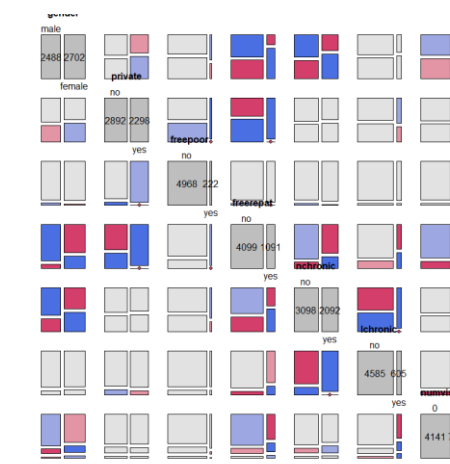 gender
male
2488 2702
female
private
no
2892 2298
yes
freepoor
no
4968 222
yes
freerepat
no
4099 1091
yes
nchronic
no
3098 2092
yes
lchronic
no
4585 605
yes
0
4141